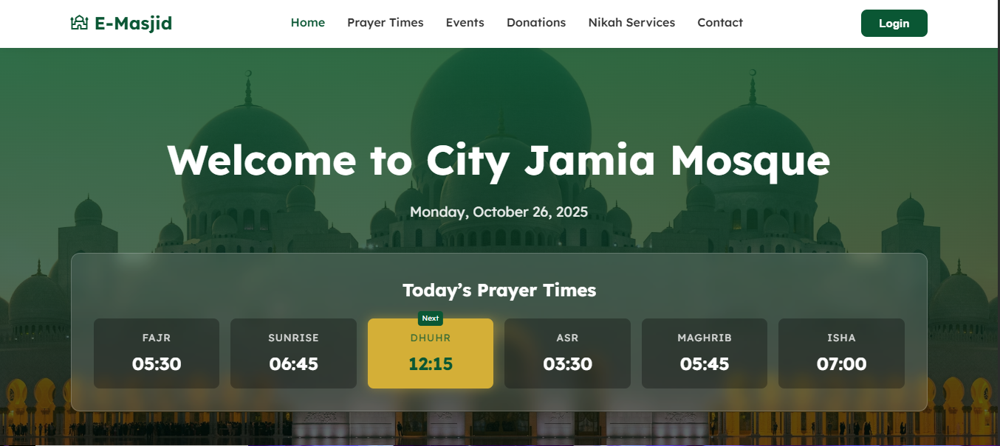 E-Masjid
Home Prayer Times Events Donations Nikah Services Contact
Login
Welcome to City Jamia Mosque
Monday, October 26, 2025
Today’s Prayer Times
Next
FAJR SUNRISE DHUHR ASR MAGHRIB ISHA
05:30 06:45 12:15 03:30 05:45 07:00